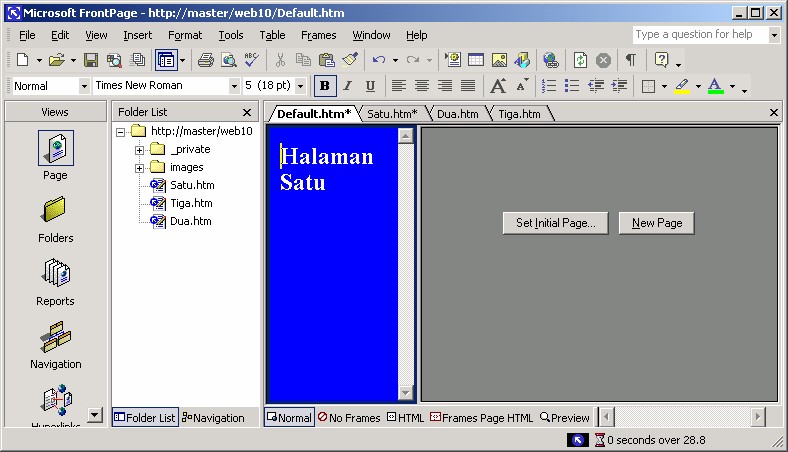 Microsoft FrontPage - http://master/web10/Default.htm
File Edit View Insert Format Tools Table Frames Window Help Type a question for help
Normal Times New Roman 5 (18 pt) B I U
Views
Page
Folders
Reports
Navigation
Hyperlinks
Folder List
http://master/web10
_private
images
Satu.htm
Tiga.htm
Dua.htm
Folder List Navigation
Default.htm* Satu.htm* Dua.htm Tiga.htm
Halaman
Satu
Set Initial Page... New Page
Normal No Frames HTML Frames Page HTML Preview
0 seconds over 28.8